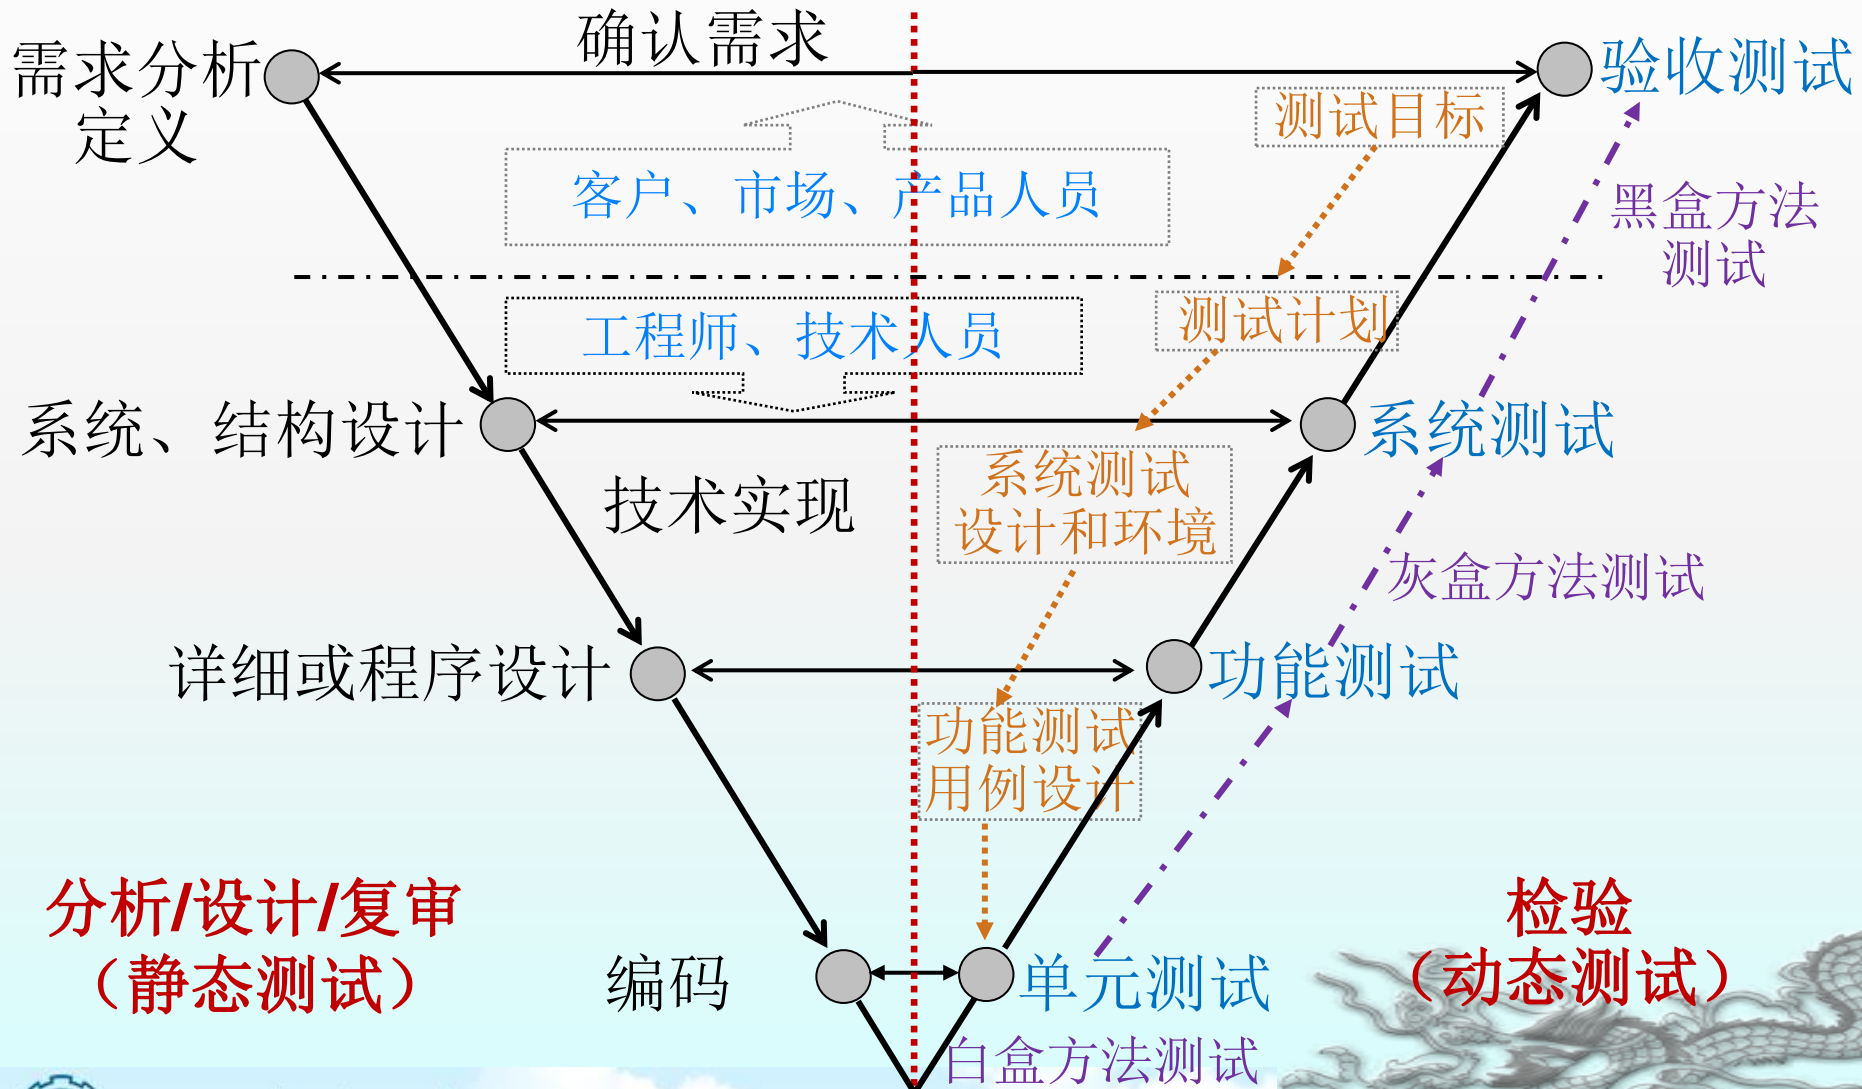 确认需求
需求分析
定义
验收测试
测试目标
客户、市场、产品人员
黑盒方法
测试
测试计划
工程师、技术人员
系统、结构设计
系统测试
技术实现
系统测试
设计和环境
灰盒方法测试
详细或程序设计
功能测试
功能测试
用例设计
分析/设计/复审
（静态测试）
检验
（动态测试）
编码
单元测试
白盒方法测试